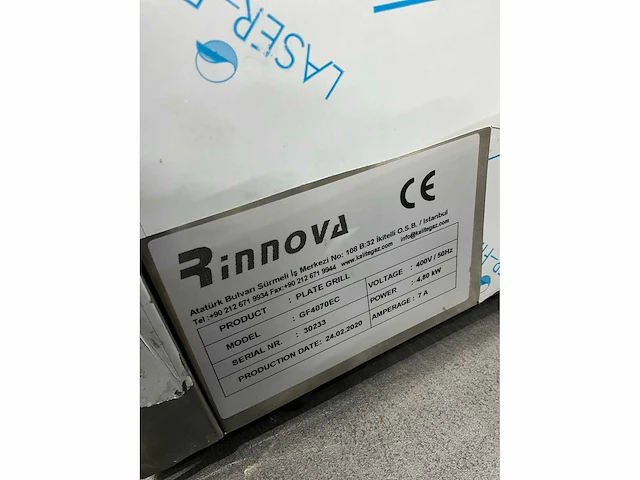 LASER-F
Rinnova
CE
Atatürk Bulvarı Sürmeli İş Merkezi No: 108 B:32 İkitelli O.S.B. / Istanbul
Tel :+90 212 671 9934 Fax:+90 212 671 9944 www.kalitegaz.com info@kalitegaz.com
PRODUCT : PLATE GRILL
MODEL : GF4070EC
SERIAL NR. : 30233
PRODUCTION DATE: 24.02.2020
VOLTAGE : 400V / 50Hz
POWER : 4,50 kW
AMPERAGE : 7 A